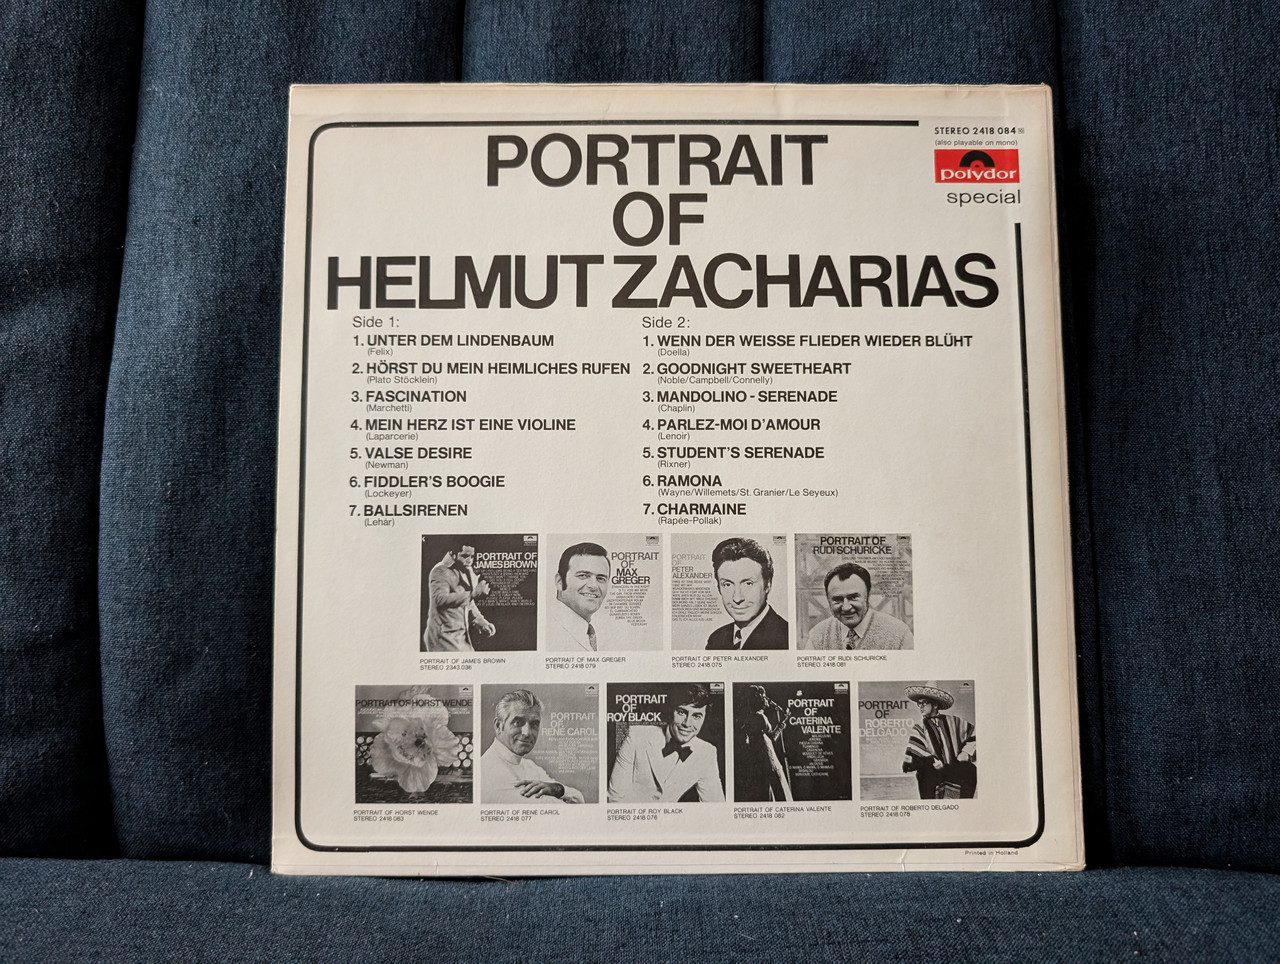 STEREO 2418 084
(also playable on mono)
polydor
special
PORTRAIT
OF
HELMUT ZACHARIAS
Side 1:
1. UNTER DEM LINDENBAUM
(Felix)
2. HÖRST DU MEIN HEIMLICHES RUFEN
(Plato Stöcklein)
3. FASCINATION
(Marchetti)
4. MEIN HERZ IST EINE VIOLINE
(Laparcerie)
5. VALSE DESIRE
(Newman)
6. FIDDLER'S BOOGIE
(Lockeyer)
7. BALLSIRENEN
(Lehár)
Side 2:
1. WENN DER WEISSE FLIEDER WIEDER BLÜHT
(Doella)
2. GOODNIGHT SWEETHEART
(Noble/Campbell/Connelly)
3. MANDOLINO - SERENADE
(Chaplin)
4. PARLEZ-MOI D'AMOUR
(Lenoir)
5. STUDENT'S SERENADE
(Rixner)
6. RAMONA
(Wayne/Willemets/St. Granier/Le Seyeux)
7. CHARMAINE
(Rapée-Pollak)
PORTRAIT OF
JAMES BROWN
PORTRAIT OF JAMES BROWN
STEREO 2343 036
PORTRAIT
OF
MAX
GREGER
PORTRAIT OF MAX GREGER
STEREO 2418 079
PORTRAIT
OF
PETER
ALEXANDER
PORTRAIT OF PETER ALEXANDER
STEREO 2418 075
PORTRAIT OF
RUDI SCHURICKE
PORTRAIT OF RUDI SCHURICKE
STEREO 2418 081
PORTRAIT OF HORST WENDE
PORTRAIT OF HORST WENDE
STEREO 2418 083
PORTRAIT
OF
RENÉ CAROL
PORTRAIT OF RENÉ CAROL
STEREO 2418 077
PORTRAIT
OF
ROY BLACK
PORTRAIT OF ROY BLACK
STEREO 2418 076
PORTRAIT
OF
CATERINA
VALENTE
PORTRAIT OF CATERINA VALENTE
STEREO 2418 082
PORTRAIT
OF
ROBERTO
DELGADO
PORTRAIT OF ROBERTO DELGADO
STEREO 2418 078
Printed in Holland